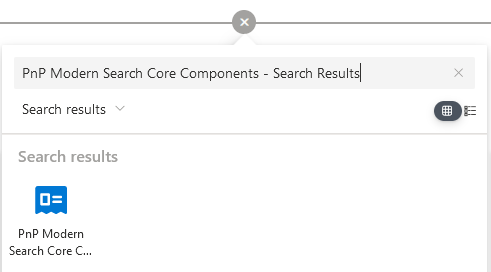 PnP Modern Search Core Components - Search Results
Search results
Search results
PnP Modern
Search Core C...